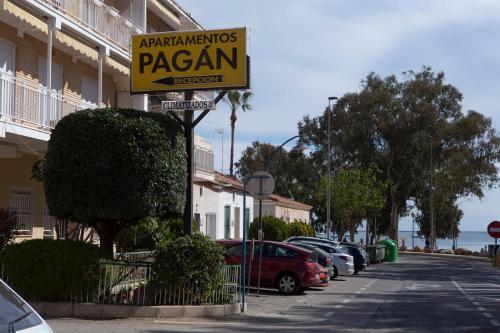 APARTAMENTOS
PAGÁN
RECEPCION
CLIMATIZADOS